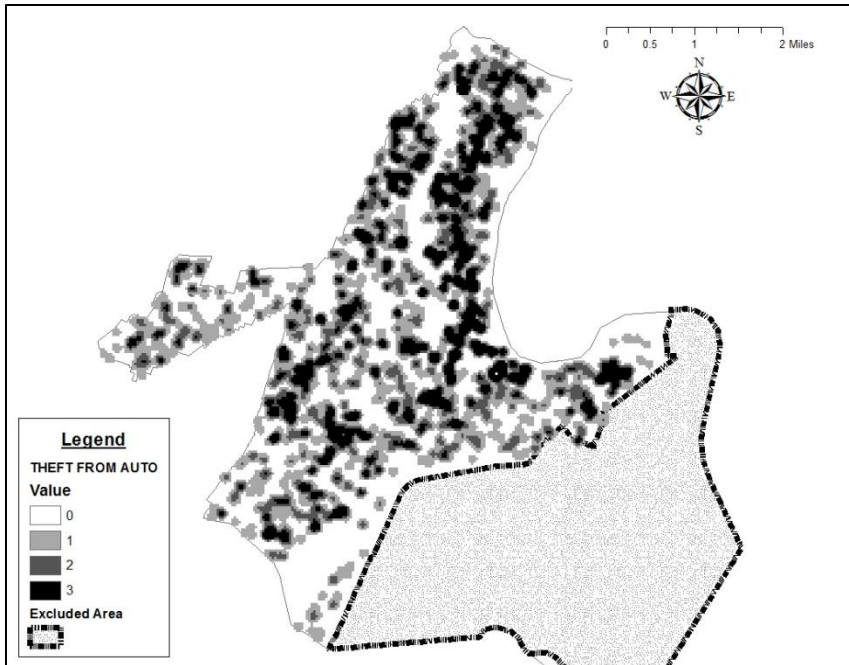 0 0.5 1 2 Miles
N
W E
S
Legend
THEFT FROM AUTO
Value
0
1
2
3
Excluded Area